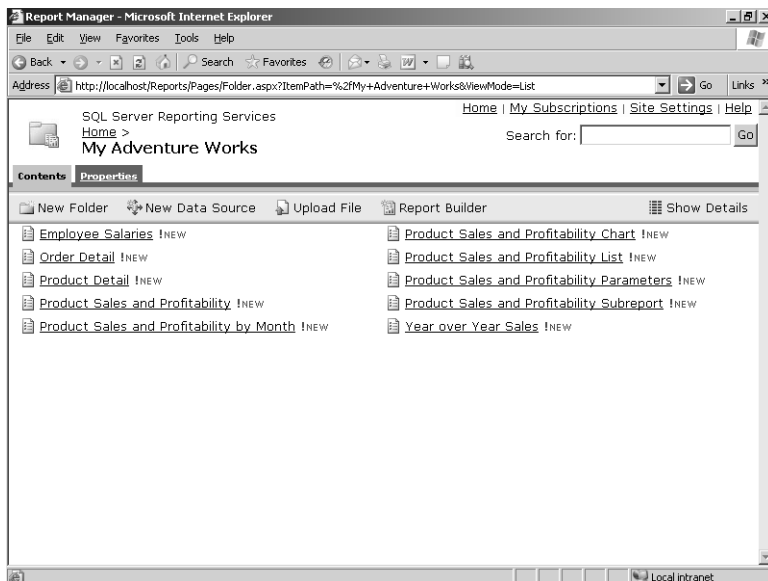 Report Manager - Microsoft Internet Explorer
File Edit View Favorites Tools Help
Back Search Favorites
Address http://localhost/Reports/Pages/Folder.aspx?ItemPath=%2fMy+Adventure+Works&ViewMode=List Go Links »
Home | My Subscriptions | Site Settings | Help
SQL Server Reporting Services
Home >
My Adventure Works
Search for: Go
Contents Properties
New Folder New Data Source Upload File Report Builder Show Details
Employee Salaries !NEW
Order Detail !NEW
Product Detail !NEW
Product Sales and Profitability !NEW
Product Sales and Profitability by Month !NEW
Product Sales and Profitability Chart !NEW
Product Sales and Profitability List !NEW
Product Sales and Profitability Parameters !NEW
Product Sales and Profitability Subreport !NEW
Year over Year Sales !NEW
Local intranet